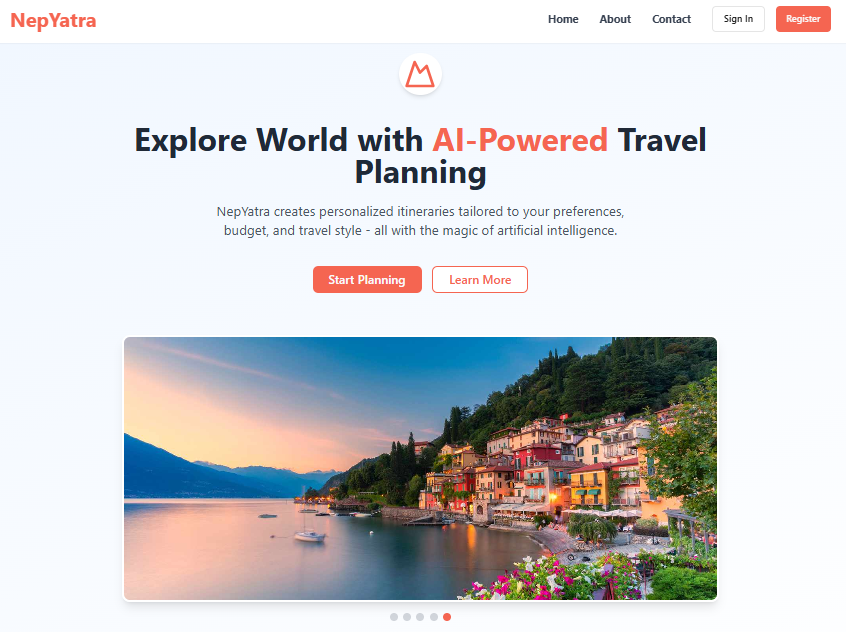 NepYatra
Home About Contact Sign In Register
Explore World with AI-Powered Travel
Planning
NepYatra creates personalized itineraries tailored to your preferences,
budget, and travel style - all with the magic of artificial intelligence.
Start Planning Learn More